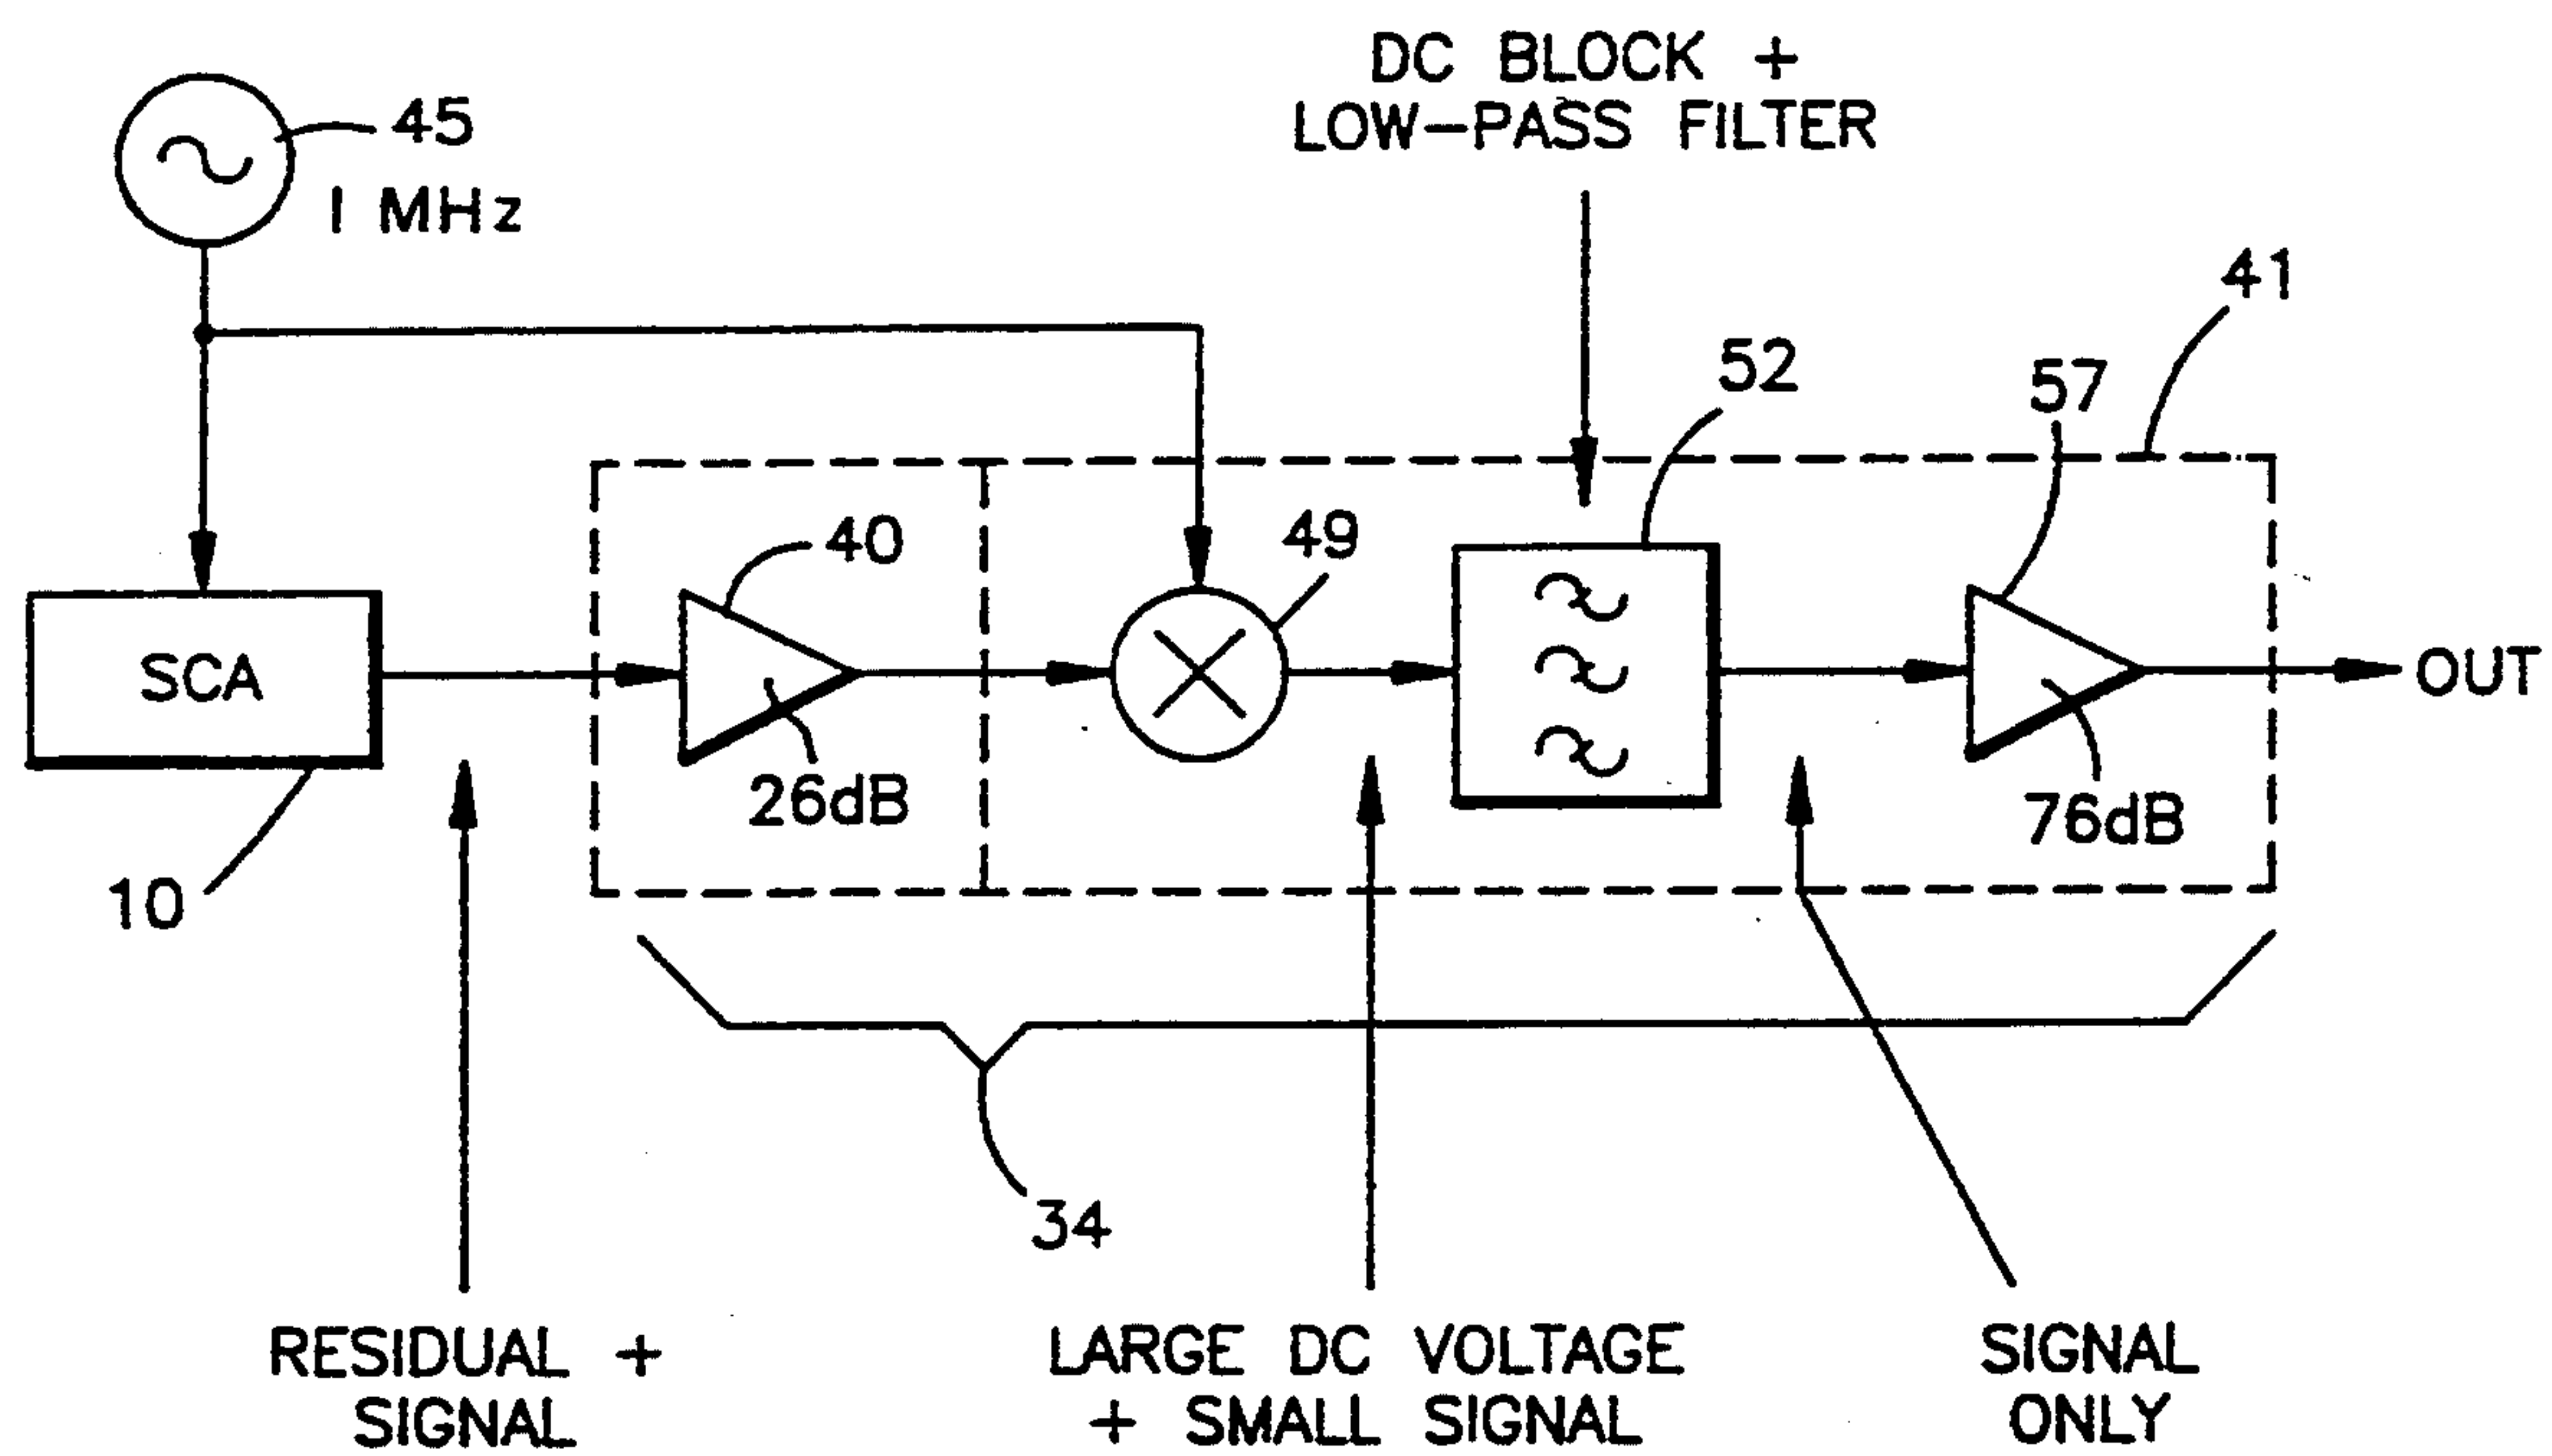 DC BLOCK +
LOW-PASS FILTER
45
1 MHz
41
52
57
49
40
SCA
26dB
76dB
OUT
10
34
RESIDUAL +
SIGNAL
LARGE DC VOLTAGE
+ SMALL SIGNAL
SIGNAL
ONLY